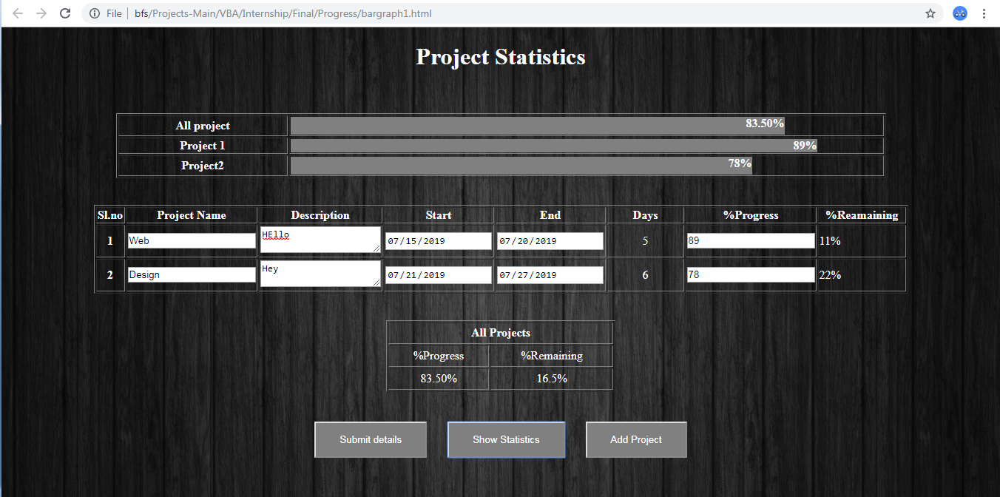 File bfs/Projects-Main/VBA/Internship/Final/Progress/bargraph1.html
Project Statistics
All project 83.50%
Project 1 89%
Project2 78%
Sl.no Project Name Description Start End Days %Progress %Reamaining
1 Web HEllo 07/15/2019 07/20/2019 5 89 11%
2 Design Hey 07/21/2019 07/27/2019 6 78 22%
All Projects
%Progress %Remaining
83.50% 16.5%
Submit details Show Statistics Add Project